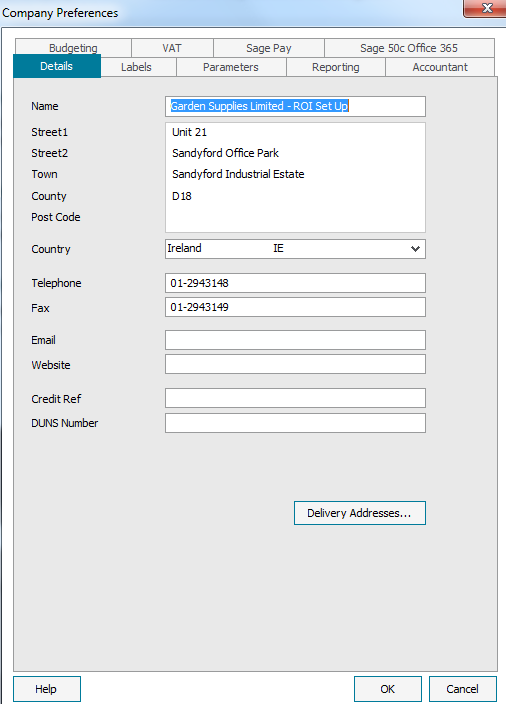 Company Preferences
Budgeting VAT Sage Pay Sage 50c Office 365
Details Labels Parameters Reporting Accountant
Name Garden Supplies Limited - ROI Set Up
Street1 Unit 21
Street2 Sandyford Office Park
Town Sandyford Industrial Estate
County D18
Post Code
Country Ireland IE
Telephone 01-2943148
Fax 01-2943149
Email
Website
Credit Ref
DUNS Number
Delivery Addresses...
Help OK Cancel